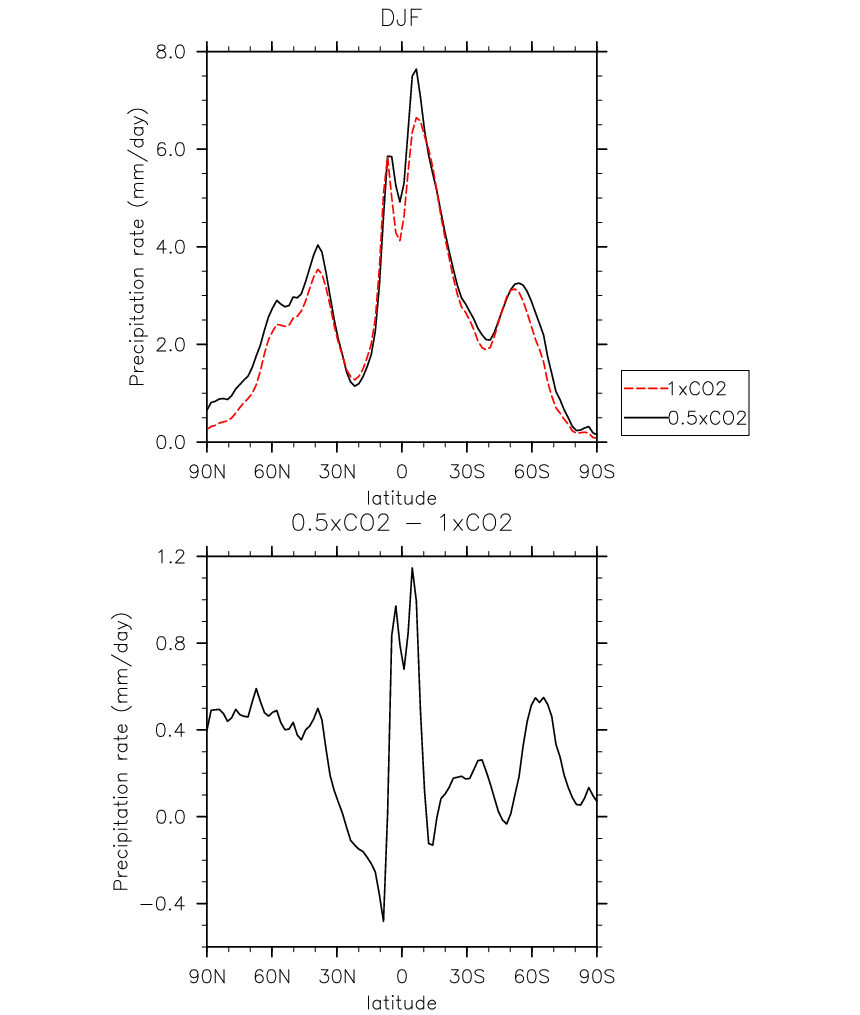 DJF
8.0
6.0
4.0
2.0
0.0
Precipitation rate (mm/day)
90N 60N 30N 0 30S 60S 90S
latitude
1xCO2
0.5xCO2
0.5xCO2 − 1xCO2
1.2
0.8
0.4
0.0
−0.4
Precipitation rate (mm/day)
90N 60N 30N 0 30S 60S 90S
latitude